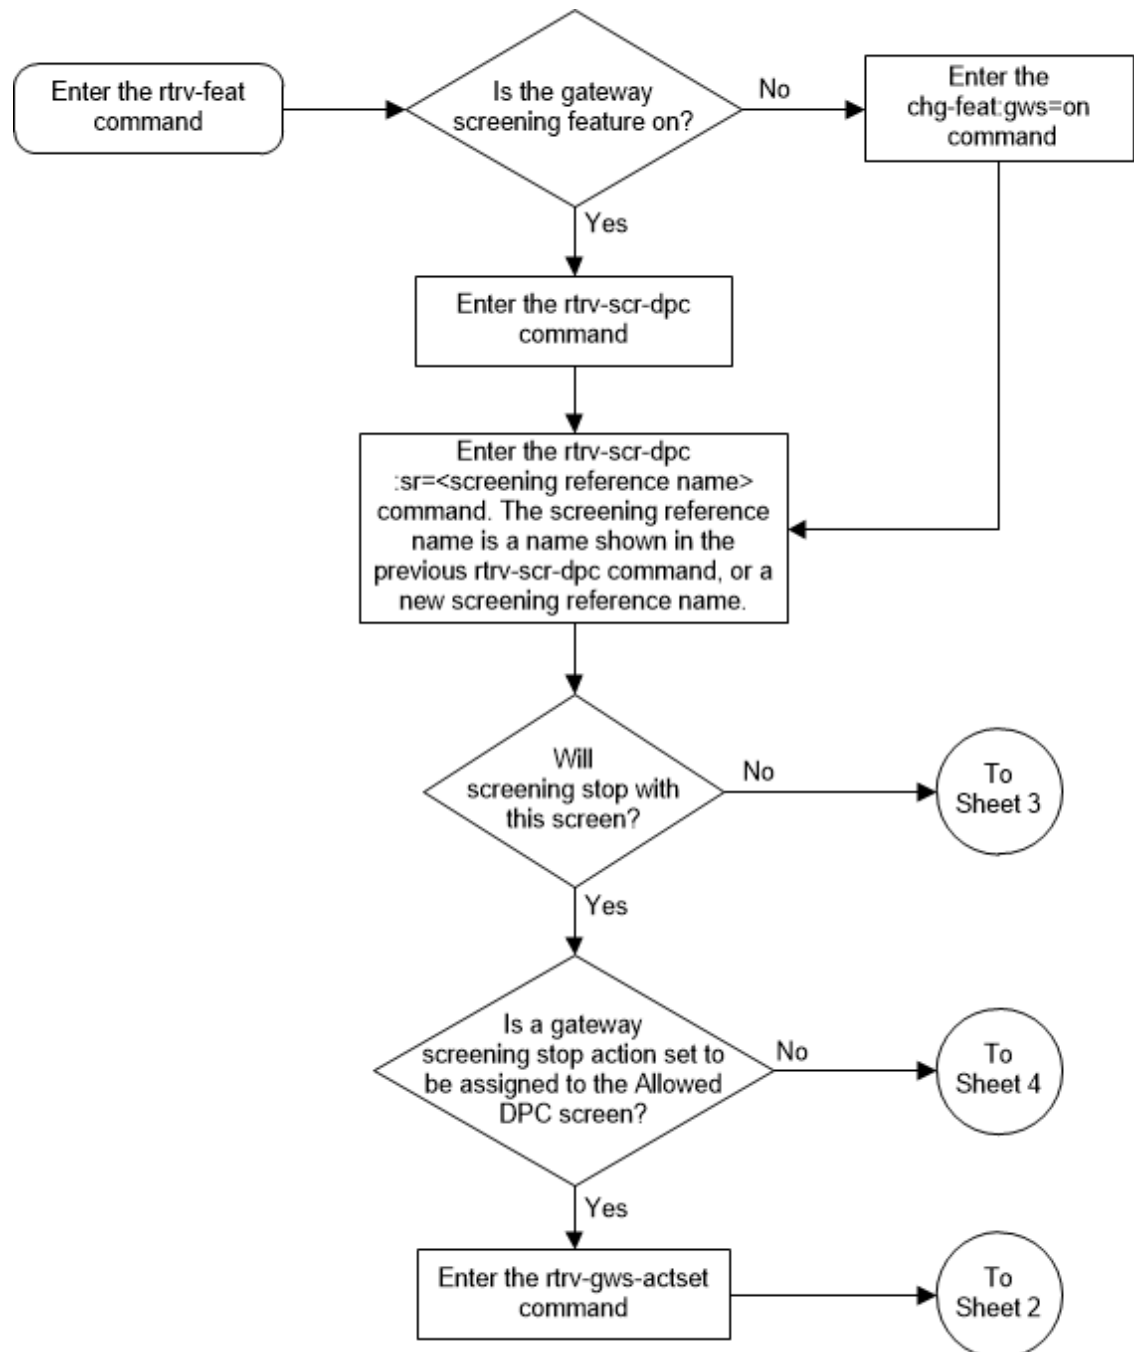 Enter the rtrv-feat
command
Is the gateway
screening feature on?
No
Enter the
chg-feat:gws=on
command
Yes
Enter the rtrv-scr-dpc
command
Enter the rtrv-scr-dpc
:sr=<screening reference name>
command. The screening reference
name is a name shown in the
previous rtrv-scr-dpc command, or a
new screening reference name.
Will
screening stop with
this screen?
No
To
Sheet 3
Yes
Is a gateway
screening stop action set to
be assigned to the Allowed
DPC screen?
No
To
Sheet 4
Yes
Enter the rtrv-gws-actset
command
To
Sheet 2